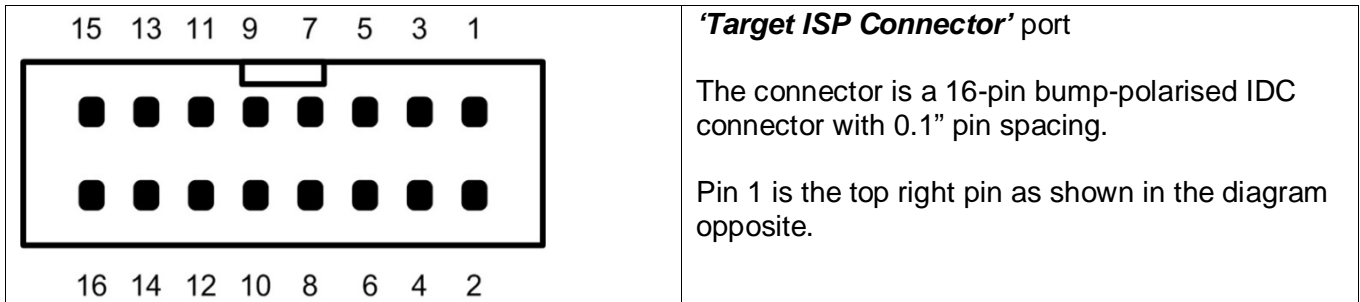 15 13 11 9 7 5 3 1
16 14 12 10 8 6 4 2
‘Target ISP Connector’ port
The connector is a 16-pin bump-polarised IDC
connector with 0.1” pin spacing.
Pin 1 is the top right pin as shown in the diagram
opposite.